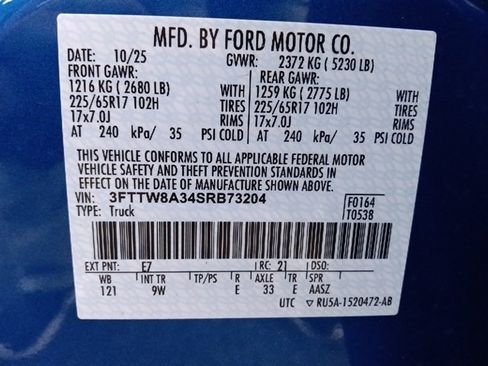 MFD. BY FORD MOTOR CO.
DATE: 10/25 GVWR: 2372 KG ( 5230 LB)
FRONT GAWR: REAR GAWR:
1216 KG ( 2680 LB) 1259 KG ( 2775 LB)
225/65R17 102H TIRES 225/65R17 102H TIRES
17x7.0J RIMS 17x7.0J RIMS
AT 240 kPa/ 35 PSI COLD AT 240 kPa/ 35 PSI COLD
THIS VEHICLE CONFORMS TO ALL APPLICABLE FEDERAL MOTOR
VEHICLE SAFETY AND THEFT PREVENTION STANDARDS IN
EFFECT ON THE DATE OF MANUFACTURE SHOWN ABOVE.
VIN: 3FTTW8A34SRB73204 F0164
TYPE: Truck T0538
EXT PNT: E7 RC: 21 DSO:
WB INT TR TP/PS R AXLE TR SPR
121 9W E 33 E AASZ
UTC ▽ RU5A-1520472-AB